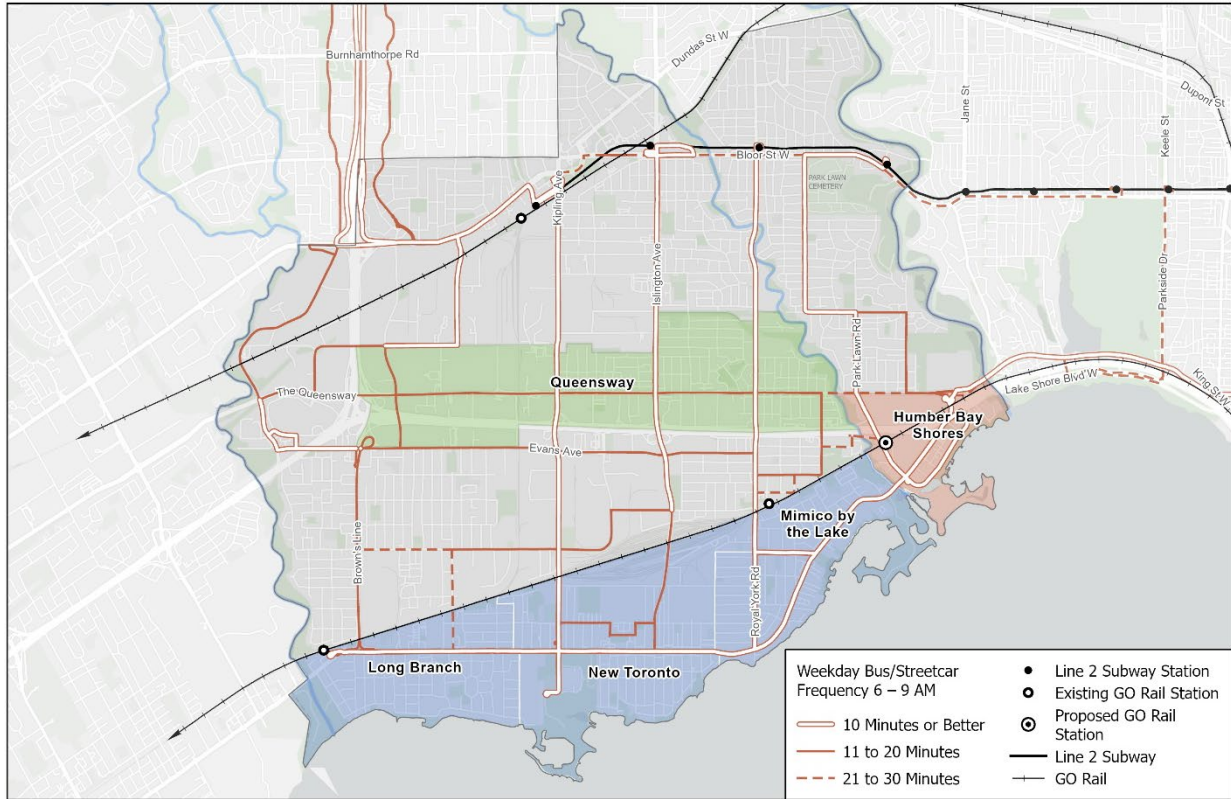 Burnhamthorpe Rd
Dundas St W
Dupont St
Jane St
Keele St
Bloor St W
PARK LAWN
CEMETERY
Kipling Ave
Islington Ave
Parkside Dr
Park Lawn Rd
King St W
Lake Shore Blvd W
Queensway
The Queensway
Humber Bay
Shores
Evans Ave
Mimico by
the Lake
Brown's Line
Royal York Rd
Long Branch
New Toronto
Weekday Bus/Streetcar
Frequency 6 – 9 AM
10 Minutes or Better
11 to 20 Minutes
21 to 30 Minutes
Line 2 Subway Station
Existing GO Rail Station
Proposed GO Rail
Station
Line 2 Subway
GO Rail